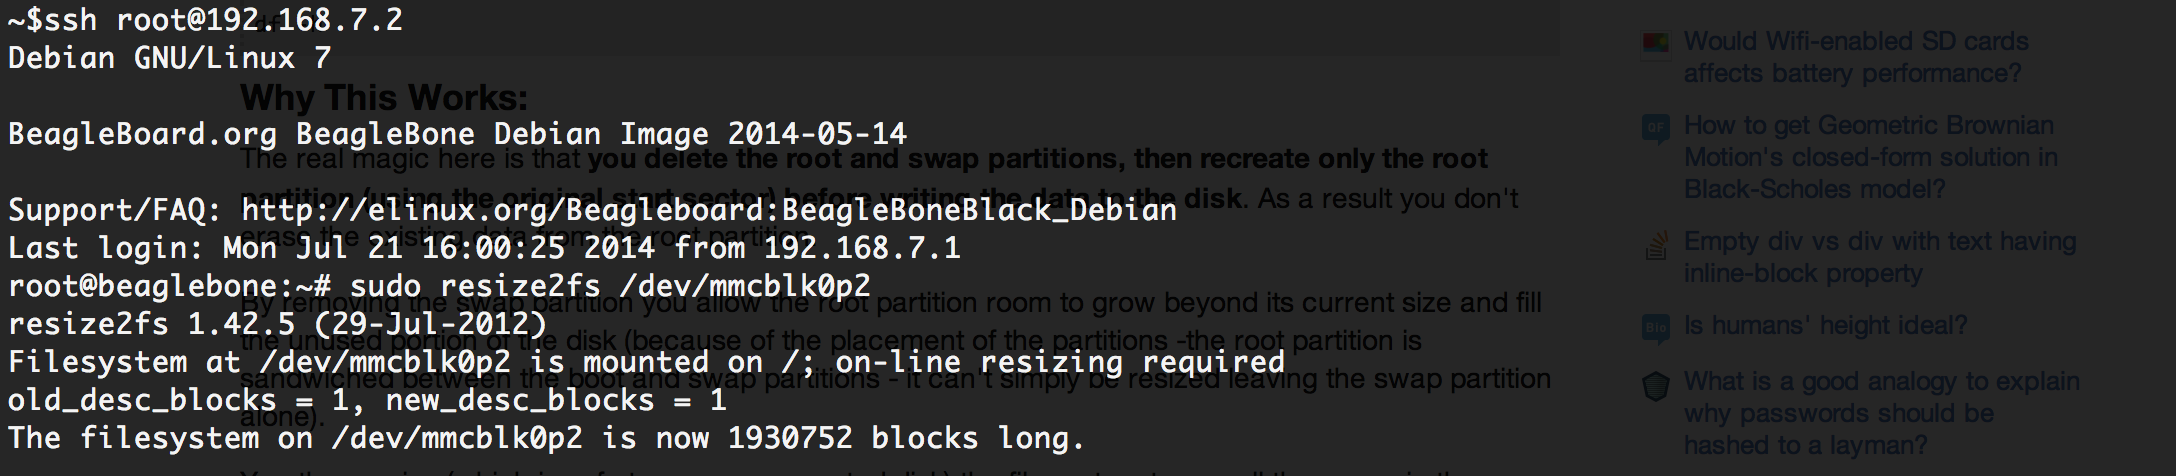 ~$ssh root@192.168.7.2
Debian GNU/Linux 7
Why This Works:
BeagleBoard.org BeagleBone Debian Image 2014-05-14
The real magic here is that you delete the root and swap partitions, then recreate only the root
partition (using the original start sector) before writing the data to the disk. As a result you don't
Support/FAQ: http://elinux.org/Beagleboard:BeagleBoneBlack_Debian
erase the existing data from the root partition.
Last login: Mon Jul 21 16:00:25 2014 from 192.168.7.1
root@beaglebone:~# sudo resize2fs /dev/mmcblk0p2
By removing the swap partition you allow the root partition room to grow beyond its current size and fill
resize2fs 1.42.5 (29-Jul-2012)
the unused portion of the disk (because of the placement of the partitions -the root partition is
Filesystem at /dev/mmcblk0p2 is mounted on /; on-line resizing required
sandwiched between the boot and swap partitions - it can't simply be resized leaving the swap partition
old_desc_blocks = 1, new_desc_blocks = 1
alone).
The filesystem on /dev/mmcblk0p2 is now 1930752 blocks long.
Would Wifi-enabled SD cards
affects battery performance?
How to get Geometric Brownian
Motion's closed-form solution in
Black-Scholes model?
Empty div vs div with text having
inline-block property
Is humans' height ideal?
What is a good analogy to explain
why passwords should be
hashed to a layman?